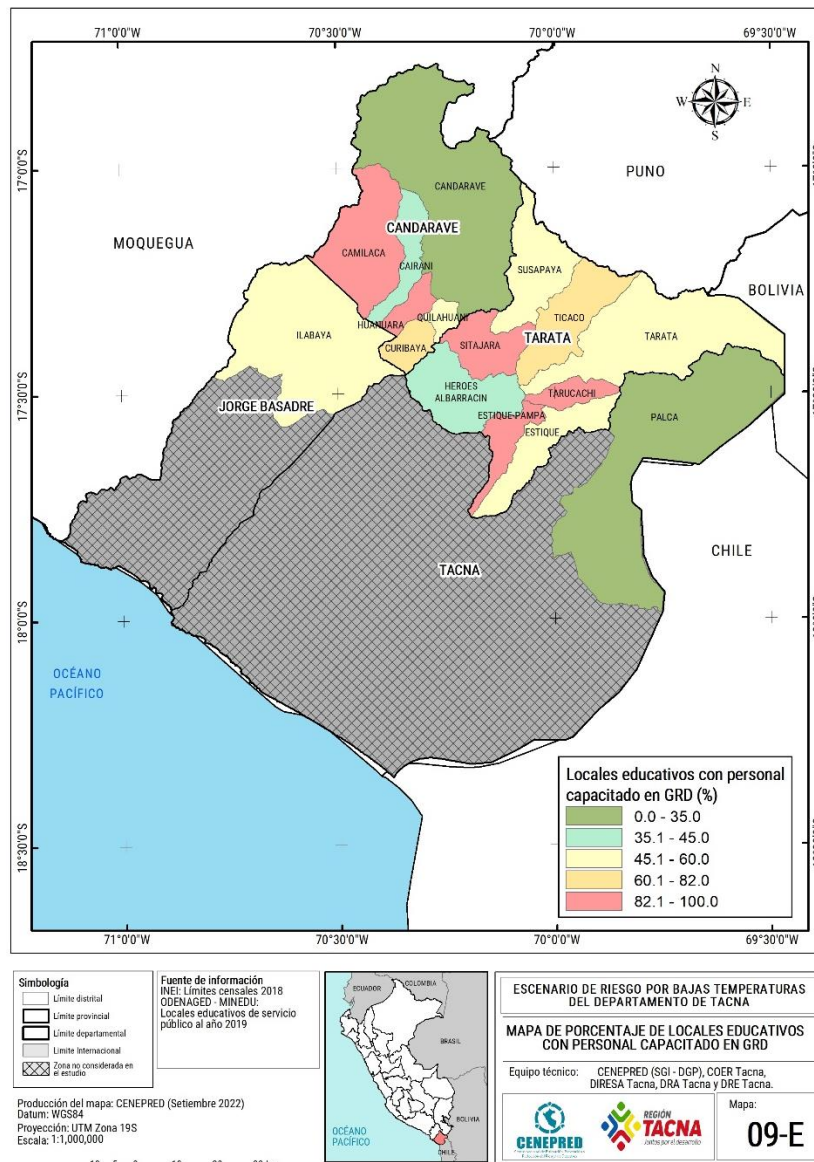 71°0'0"W
70°30'0"W
70°0'0"W
69°30'0"W
N
W
E
S
17°0'0"S
PUNO
CANDARAVE
CANDARAVE
MOQUEGUA
CAMILACA
CAIRANI
SUSAPAYA
BOLIVIA
HUANUARA
QUILAHUANI
TICACO
ILABAYA
CURIBAYA
SITAJARA
TARATA
TARATA
17°30'0"S
HEROES
ALBARRACIN
TARUCACHI
JORGE BASADRE
ESTIQUE-PAMPA
ESTIQUE
PALCA
CHILE
TACNA
18°0'0"S
OCÉANO
PACÍFICO
18°30'0"S
Locales educativos con personal
capacitado en GRD (%)
0.0 - 35.0
35.1 - 45.0
45.1 - 60.0
60.1 - 82.0
82.1 - 100.0
71°0'0"W
70°30'0"W
70°0'0"W
69°30'0"W
Simbología
Límite distrital
Límite provincial
Límite departamental
Límite Internacional
Zona no considerada en
el estudio
Fuente de información
INEI: Límites censales 2018
ODENAGED - MINEDU:
Locales educativos de servicio
público al año 2019
Producción del mapa: CENEPRED (Setiembre 2022)
Datum: WGS84
Proyección: UTM Zona 19S
Escala: 1:1,000,000
ECUADOR
COLOMBIA
BRASIL
BOLIVIA
OCÉANO
PACÍFICO
CHILE
ESCENARIO DE RIESGO POR BAJAS TEMPERATURAS
DEL DEPARTAMENTO DE TACNA
MAPA DE PORCENTAJE DE LOCALES EDUCATIVOS
CON PERSONAL CAPACITADO EN GRD
Equipo técnico: CENEPRED (SGI - DGP), COER Tacna,
DIRESA Tacna, DRA Tacna y DRE Tacna.
CENEPRED
REGIÓN
TACNA
Juntos por el desarrollo
Mapa:
09-E